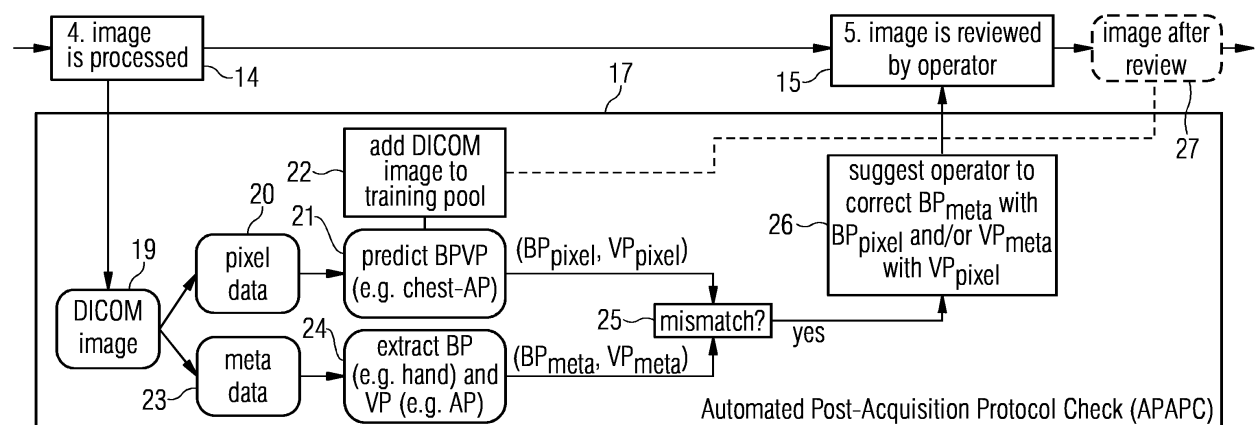 4. image
is processed
14
5. image is reviewed
by operator
15
image after
review
27
17
add DICOM
image to
training pool
22
suggest operator to
correct BPmeta with
BPpixel and/or VPmeta
with VPpixel
26
20
pixel
data
21
predict BPVP
(e.g. chest-AP)
(BPpixel, VPpixel)
19
DICOM
image
25
mismatch?
yes
23
meta
data
24
extract BP
(e.g. hand) and
VP (e.g. AP)
(BPmeta, VPmeta)
Automated Post-Acquisition Protocol Check (APAPC)